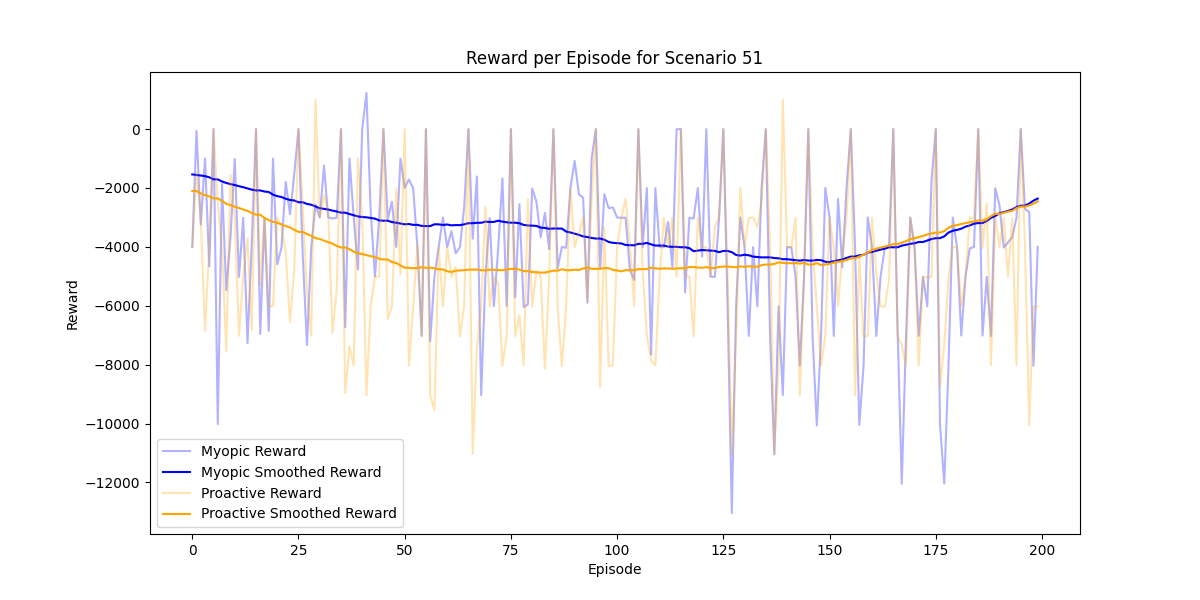 Reward per Episode for Scenario 51
Reward
0
−2000
−4000
−6000
−8000
−10000
−12000
Myopic Reward
Myopic Smoothed Reward
Proactive Reward
Proactive Smoothed Reward
0 25 50 75 100 125 150 175 200
Episode